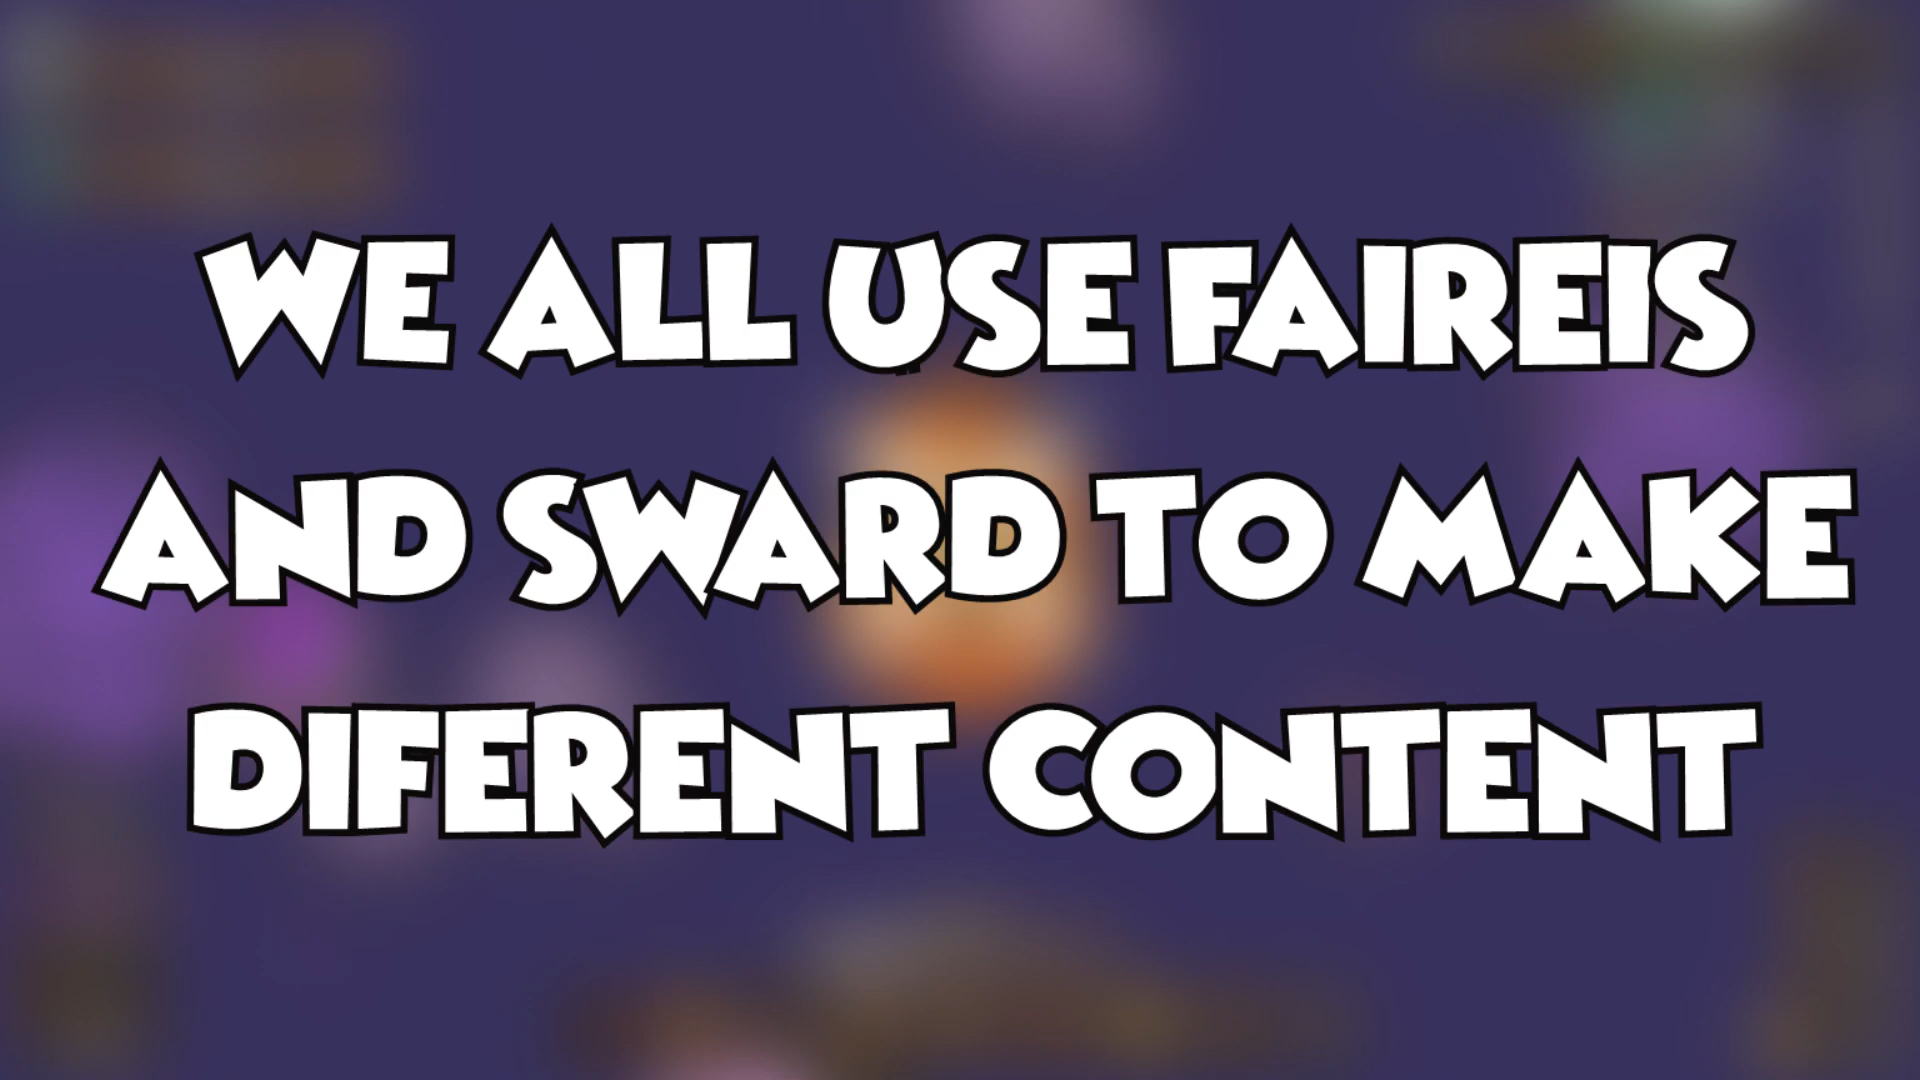 WE ALL USE FAIREIS
AND SWARD TO MAKE
DIFERENT CONTENT